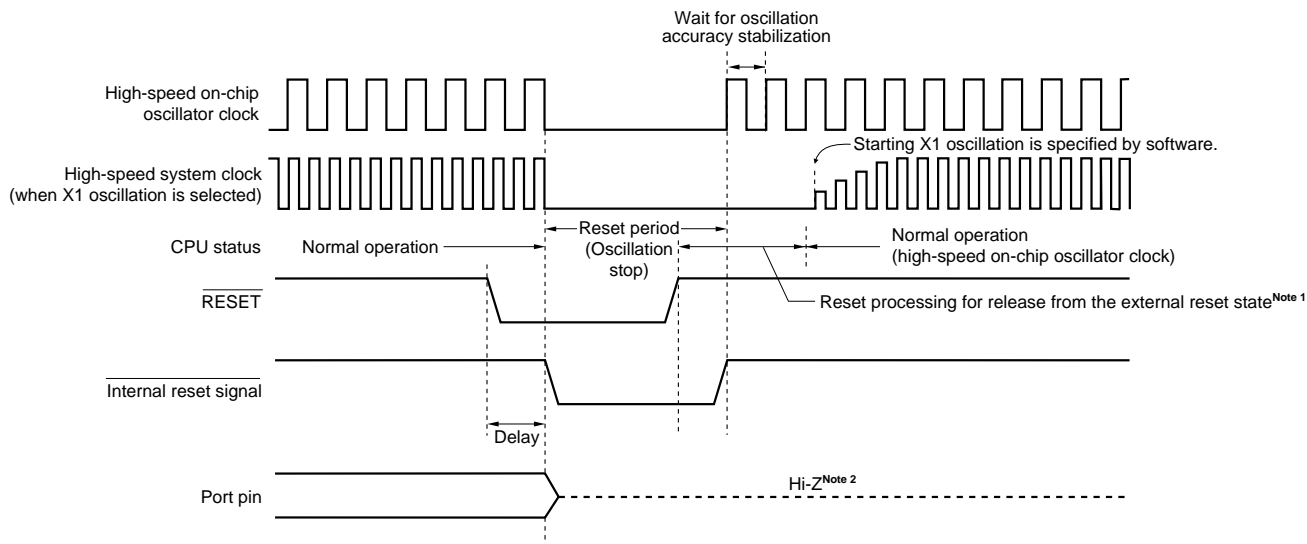 Wait for oscillation
accuracy stabilization
High-speed on-chip
oscillator clock
Starting X1 oscillation is specified by software.
High-speed system clock
(when X1 oscillation is selected)
CPU status
Normal operation
Reset period
(Oscillation
stop)
Normal operation
(high-speed on-chip oscillator clock)
RESET
Reset processing for release from the external reset stateNote 1
Internal reset signal
Delay
Port pin
Hi-ZNote 2